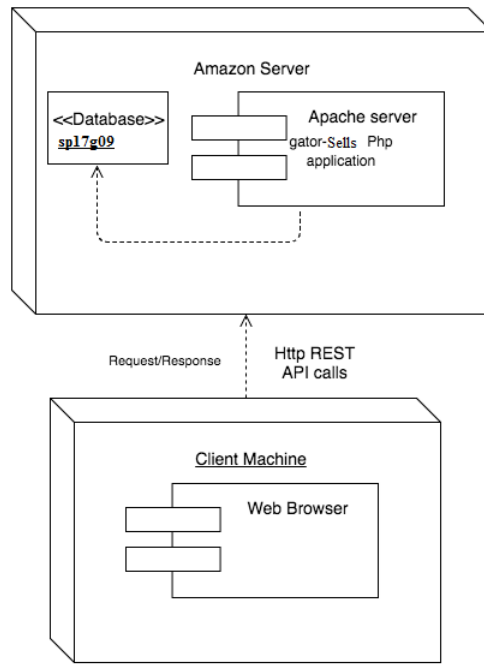 Amazon Server
<<Database>>
sp17g09
Apache server
gator-Sells Php
application
Request/Response
Http REST
API calls
Client Machine
Web Browser